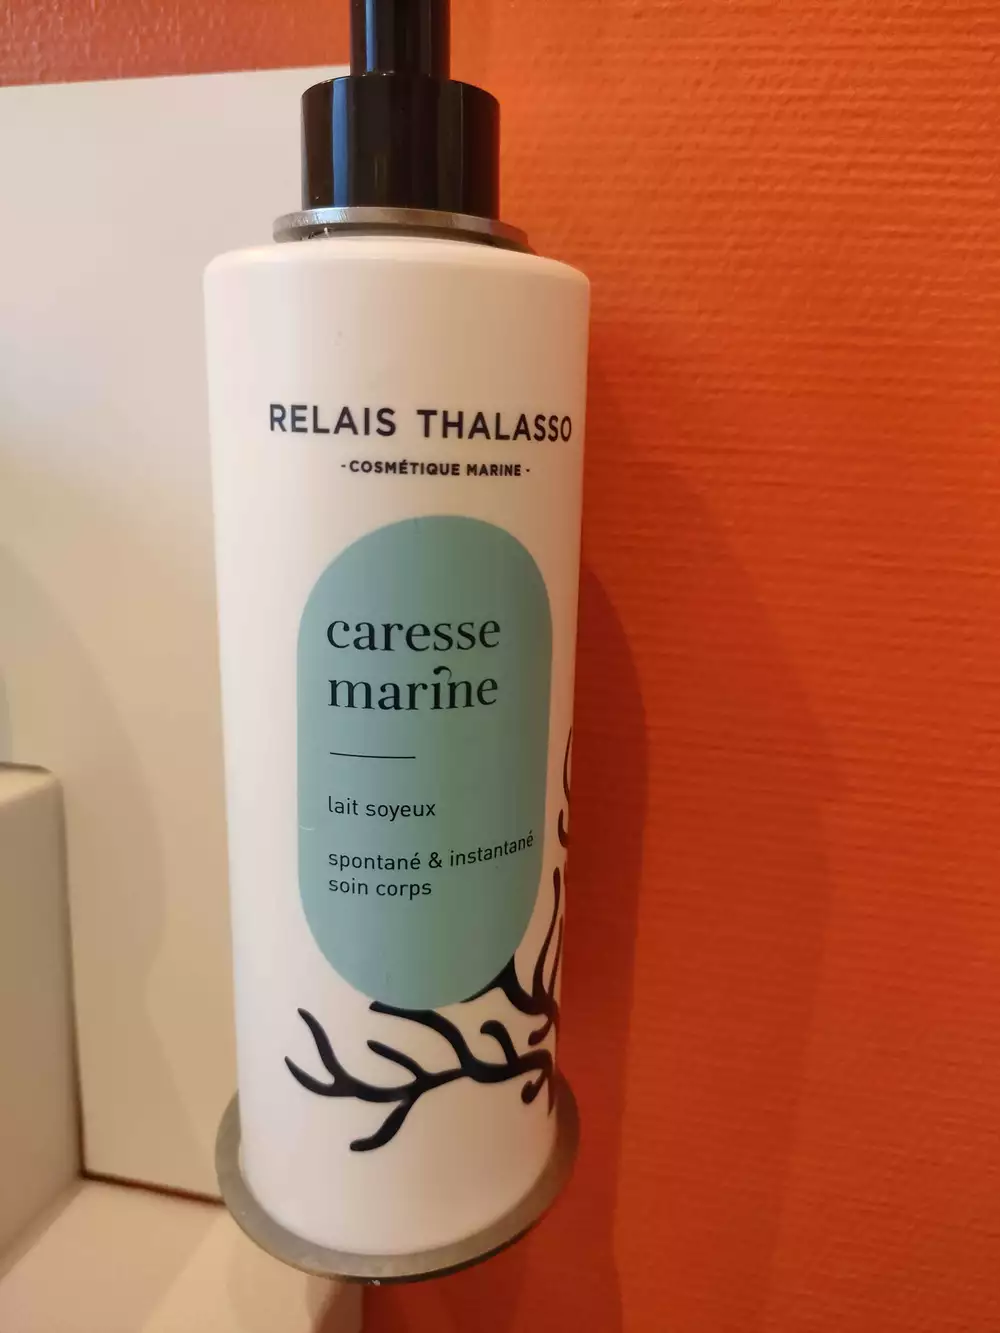 RELAIS THALASSO
-COSMÉTIQUE MARINE-
caresse
marine
lait soyeux
spontané & instantané
soin corps